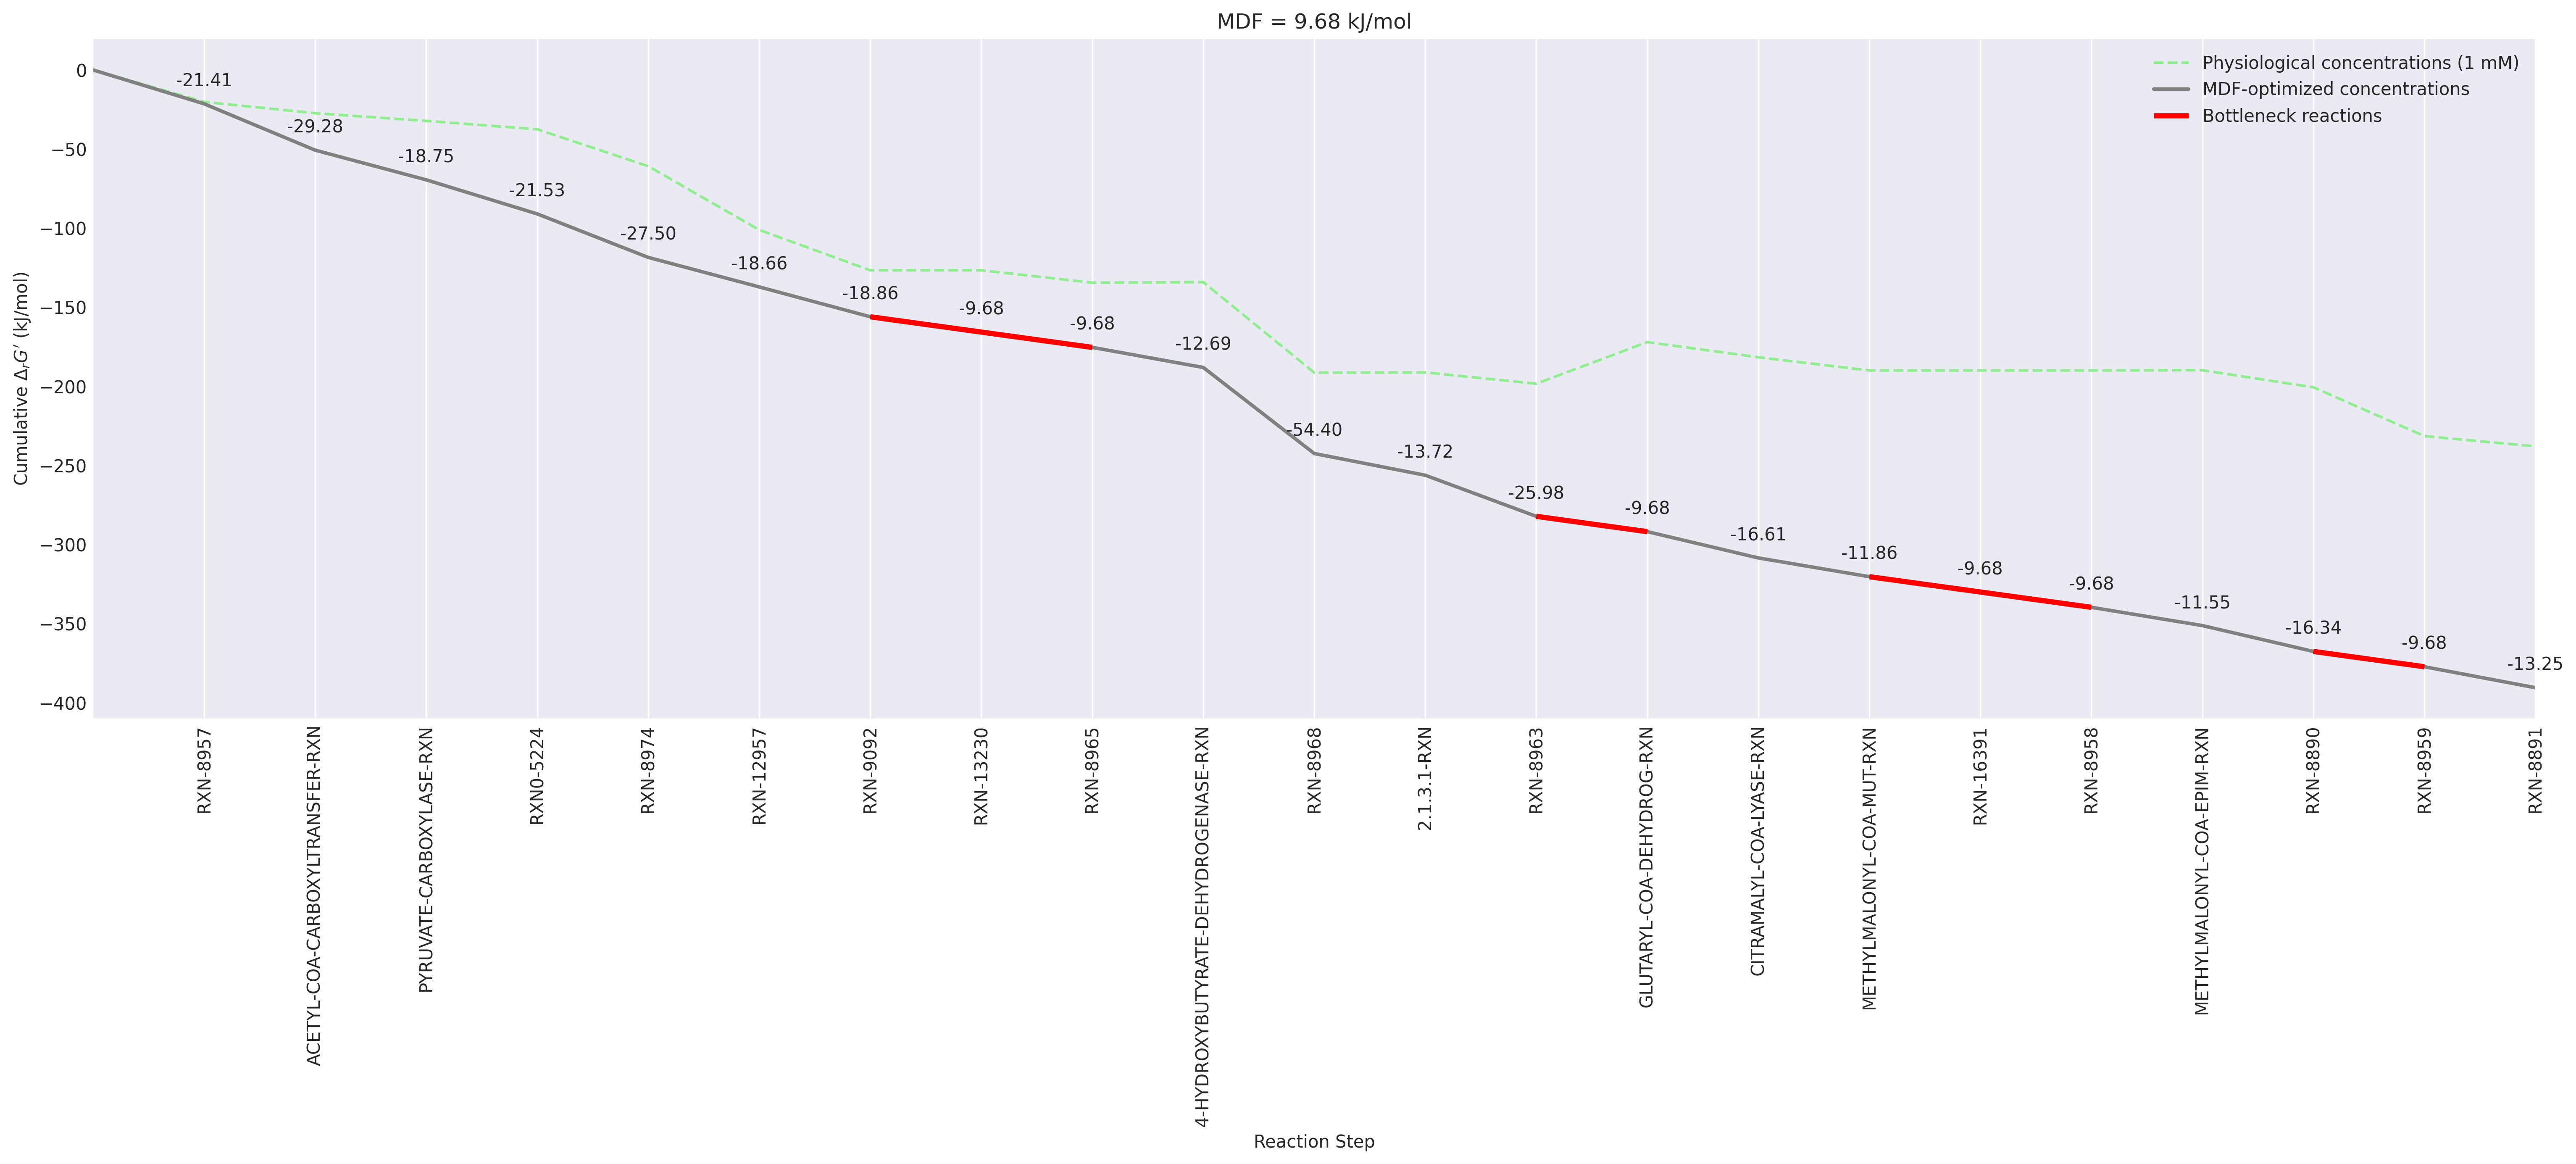 MDF = 9.68 kJ/mol
Physiological concentrations (1 mM)
MDF-optimized concentrations
Bottleneck reactions
Cumulative ΔrG′ (kJ/mol)
0
−50
−100
−150
−200
−250
−300
−350
−400
-21.41
-29.28
-18.75
-21.53
-27.50
-18.66
-18.86
-9.68
-9.68
-12.69
-54.40
-13.72
-25.98
-9.68
-16.61
-11.86
-9.68
-9.68
-11.55
-16.34
-9.68
-13.25
RXN-8957
ACETYL-COA-CARBOXYLTRANSFER-RXN
PYRUVATE-CARBOXYLASE-RXN
RXN0-5224
RXN-8974
RXN-12957
RXN-9092
RXN-13230
RXN-8965
4-HYDROXYBUTYRATE-DEHYDROGENASE-RXN
RXN-8968
2.1.3.1-RXN
RXN-8963
GLUTARYL-COA-DEHYDROG-RXN
CITRAMALYL-COA-LYASE-RXN
METHYLMALONYL-COA-MUT-RXN
RXN-16391
RXN-8958
METHYLMALONYL-COA-EPIM-RXN
RXN-8890
RXN-8959
RXN-8891
Reaction Step